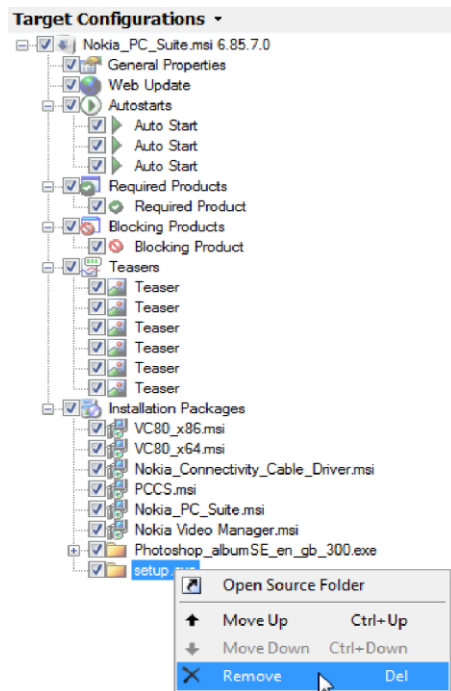 Target Configurations
Nokia_PC_Suite.msi 6.85.7.0
General Properties
Web Update
Autostarts
Auto Start
Auto Start
Auto Start
Required Products
Required Product
Blocking Products
Blocking Product
Teasers
Teaser
Teaser
Teaser
Teaser
Teaser
Teaser
Installation Packages
VC80_x86.msi
VC80_x64.msi
Nokia_Connectivity_Cable_Driver.msi
PCCS.msi
Nokia_PC_Suite.msi
Nokia Video Manager.msi
Photoshop_albumSE_en_gb_300.exe
setup.exe
Open Source Folder
Move Up Ctrl+Up
Move Down Ctrl+Down
Remove Del